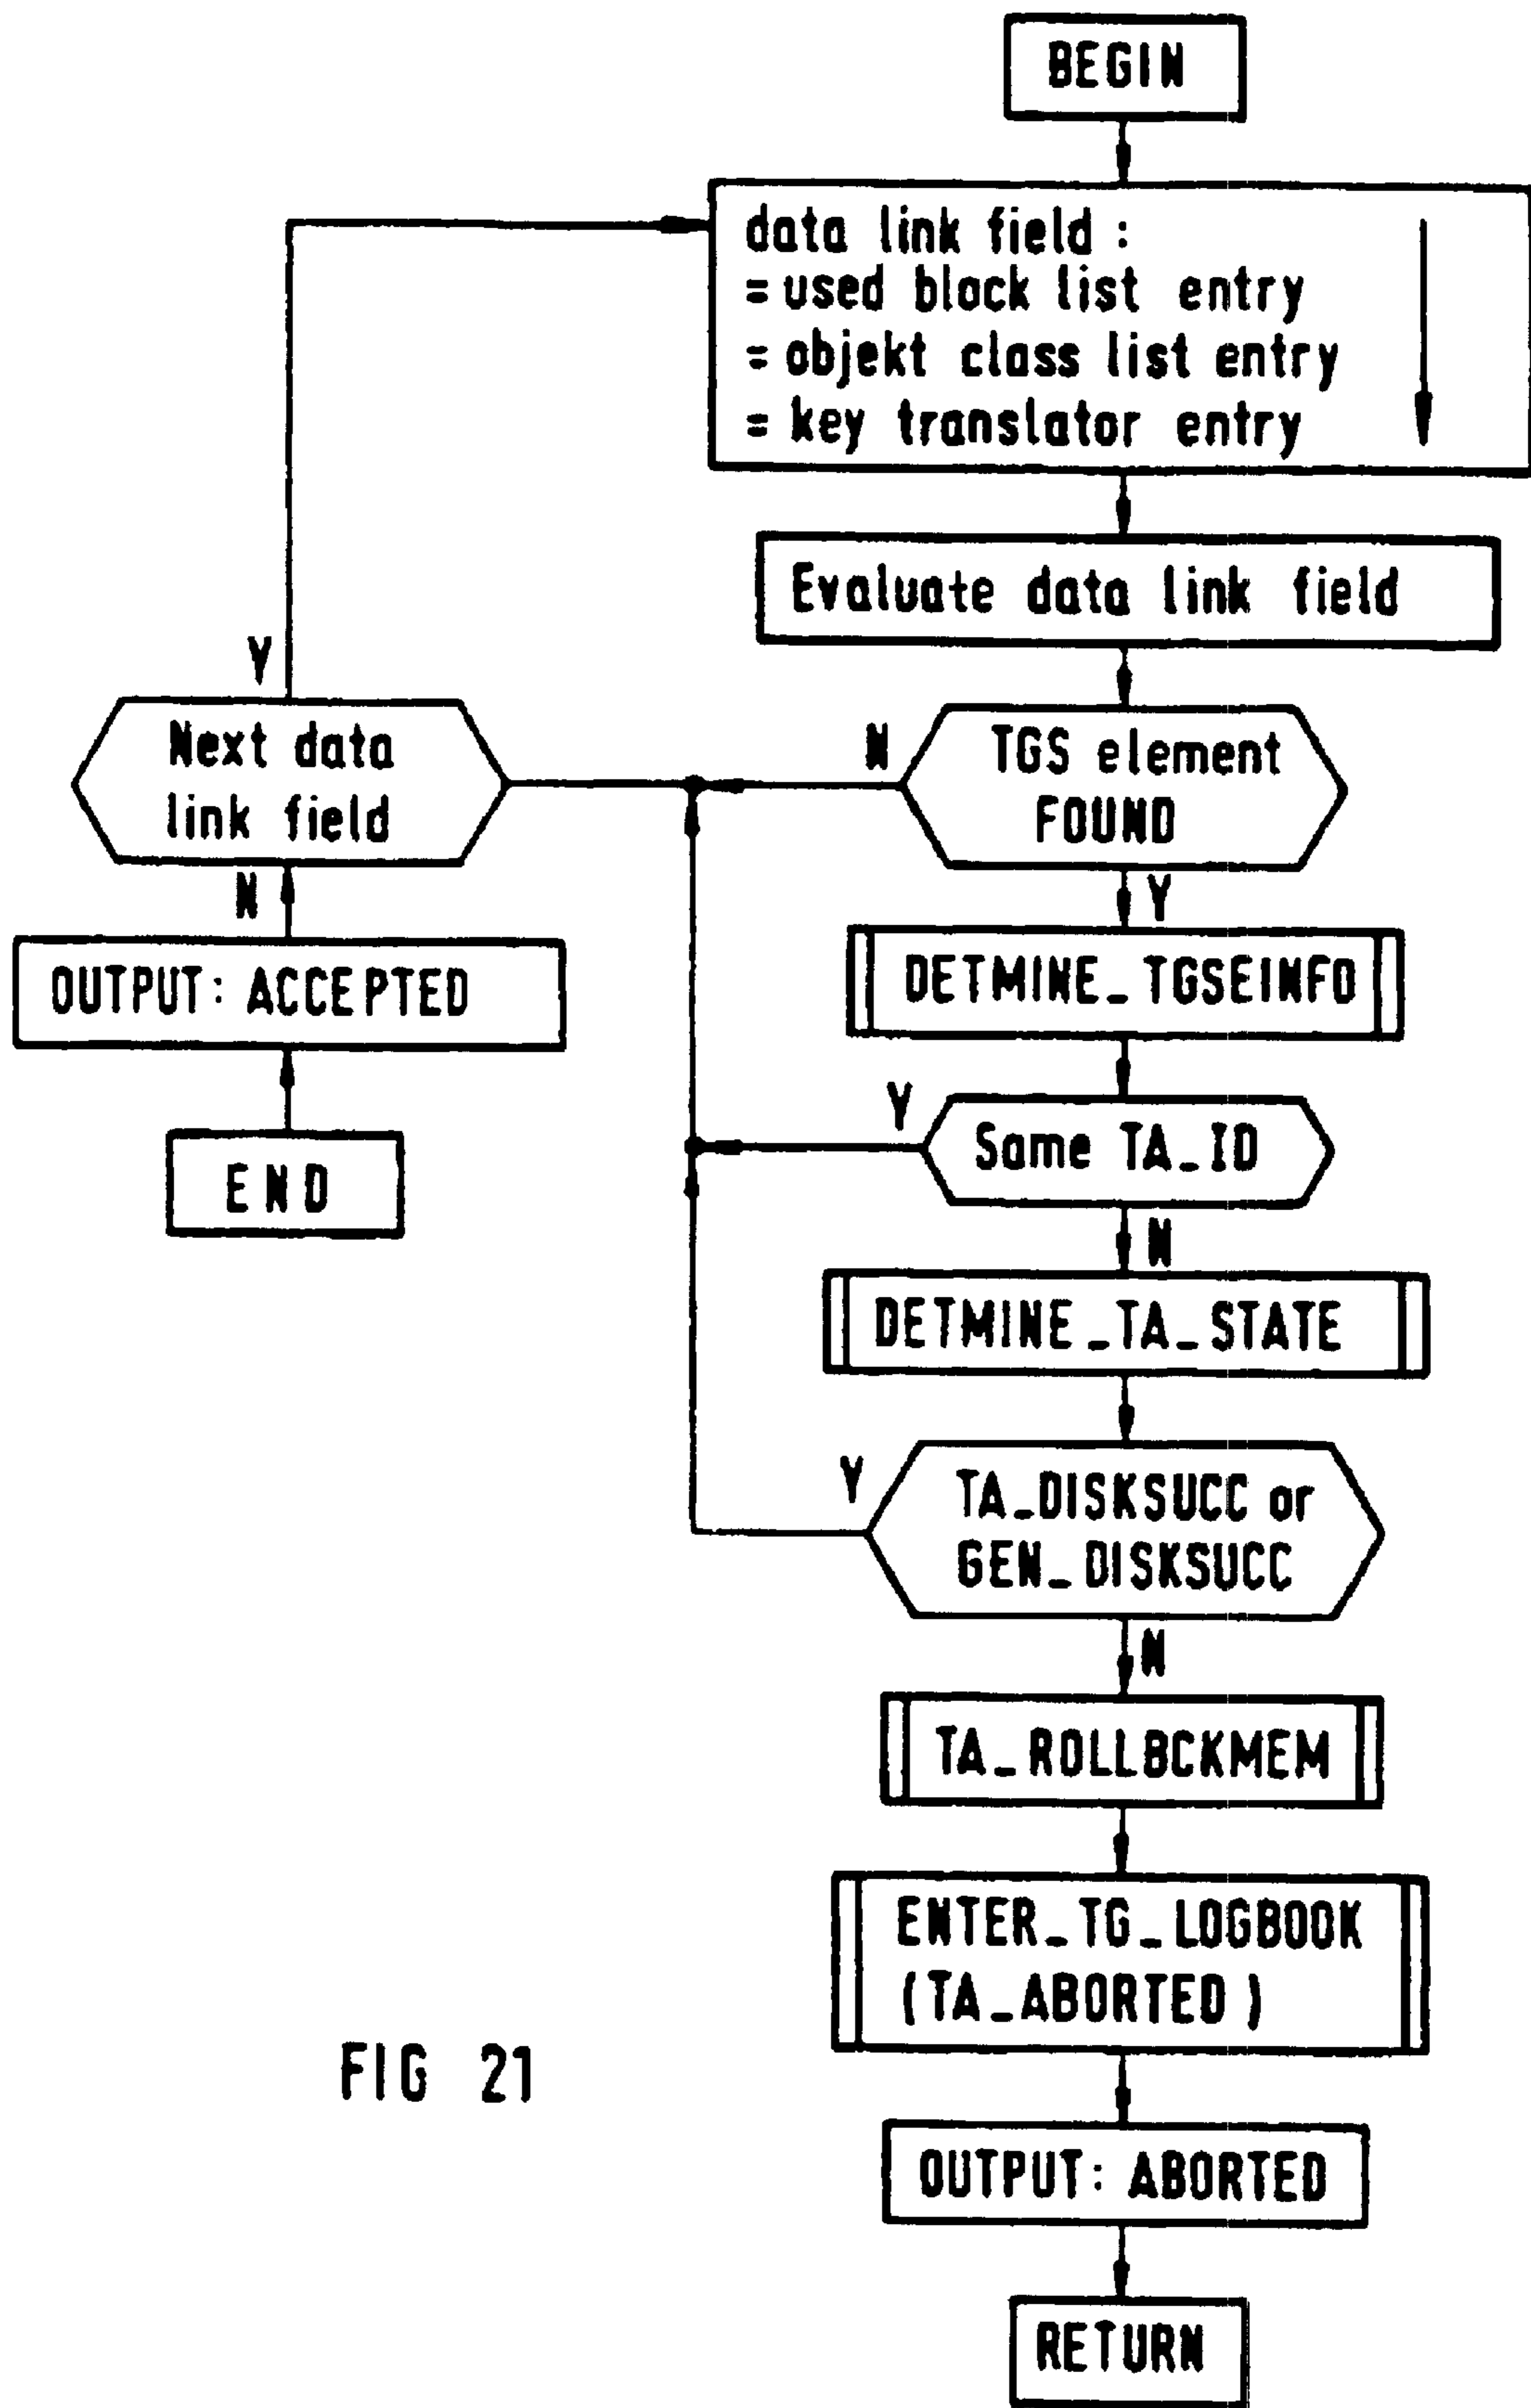 BEGIN
data link field :
= used block list entry
= objekt class list entry
= key translator entry
Evaluate data link field
Y
Next data
link field
N
TGS element
FOUND
N
Y
OUTPUT: ACCEPTED
DETMINE_TGSEINFO
Y
Same TA_ID
END
N
DETMINE_TA_STATE
Y
TA_DISKSUCC or
GEN_DISKSUCC
N
TA_ROLLBCKMEM
ENTER_TG_LOGBOOK
(TA_ABORTED)
FIG 21
OUTPUT: ABORTED
RETURN